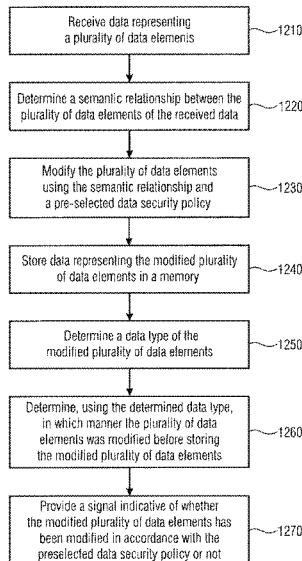 Receive data representing
a plurality of data elements
1210
Determine a semantic relationship between the
plurality of data elements of the received data
1220
Modify the plurality of data elements
using the semantic relationship and
a pre-selected data security policy
1230
Store data representing the modified plurality
of data elements in a memory
1240
Determine a data type of the
modified plurality of data elements
1250
Determine, using the determined data type,
in which manner the plurality of data
elements was modified before storing
the modified plurality of data elements
1260
Provide a signal indicative of whether
the modified plurality of data elements has
been modified in accordance with the
preselected data security policy or not
1270